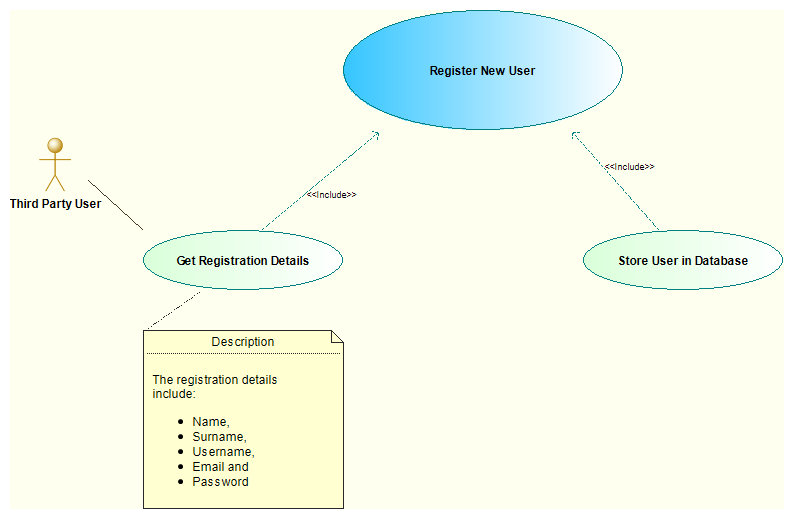 Register New User
<<Include>>
<<Include>>
Third Party User
Get Registration Details
Store User in Database
Description
The registration details
include:
Name,
Surname,
Username,
Email and
Password